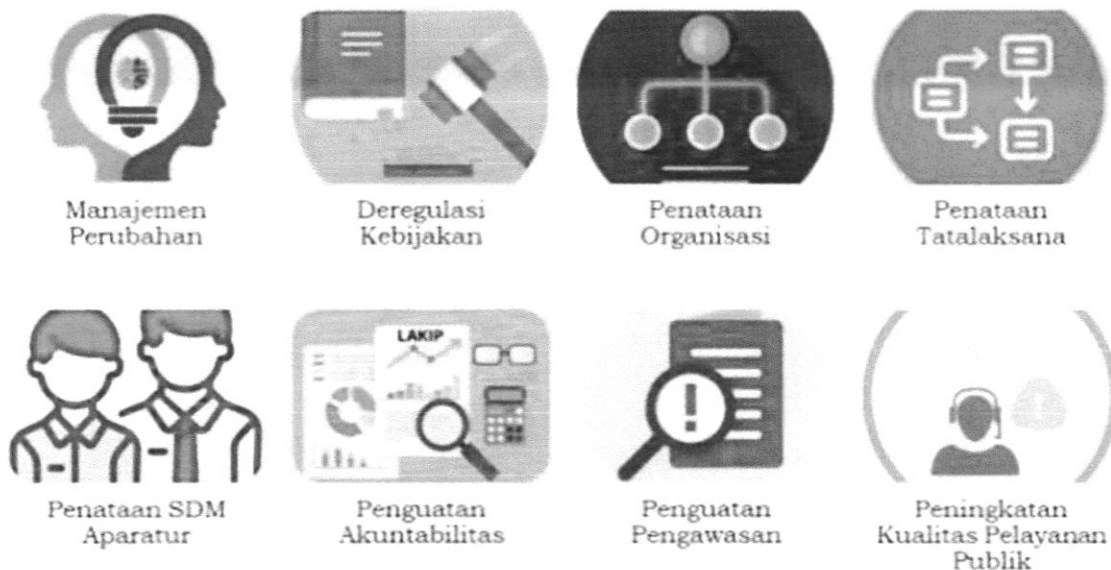 Manajemen
Perubahan
Deregulasi
Kebijakan
Penataan
Organisasi
Penataan
Tatalaksana
LAKIP
Penataan SDM
Aparatur
Penguatan
Akuntabilitas
Penguatan
Pengawasan
Peningkatan
Kualitas Pelayanan
Publik